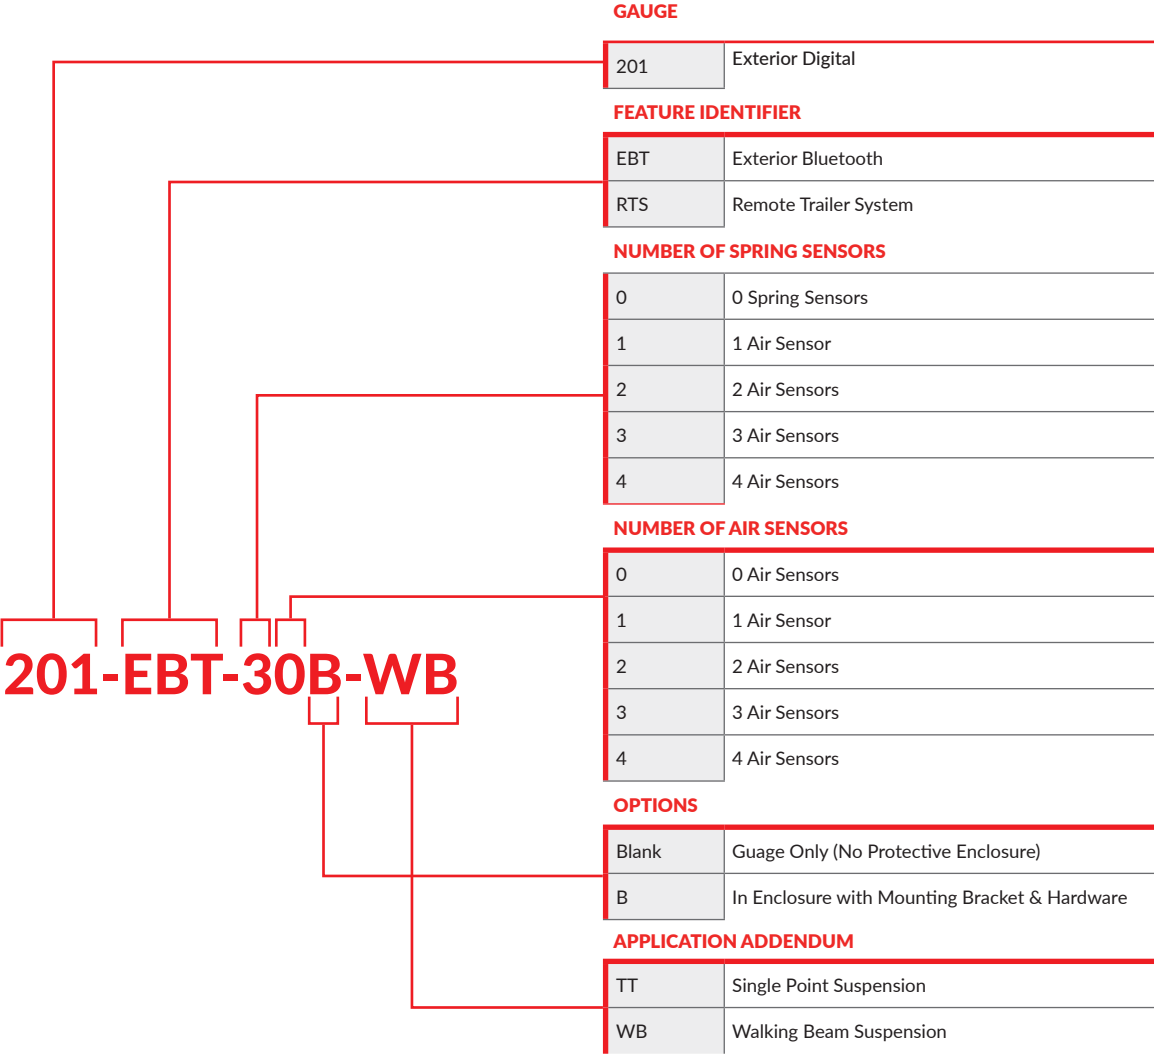 GAUGE
201 Exterior Digital
FEATURE IDENTIFIER
EBT Exterior Bluetooth
RTS Remote Trailer System
NUMBER OF SPRING SENSORS
0 0 Spring Sensors
1 1 Air Sensor
2 2 Air Sensors
3 3 Air Sensors
4 4 Air Sensors
NUMBER OF AIR SENSORS
0 0 Air Sensors
1 1 Air Sensor
2 2 Air Sensors
3 3 Air Sensors
4 4 Air Sensors
201-EBT-30B-WB
OPTIONS
Blank Guage Only (No Protective Enclosure)
B In Enclosure with Mounting Bracket & Hardware
APPLICATION ADDENDUM
TT Single Point Suspension
WB Walking Beam Suspension